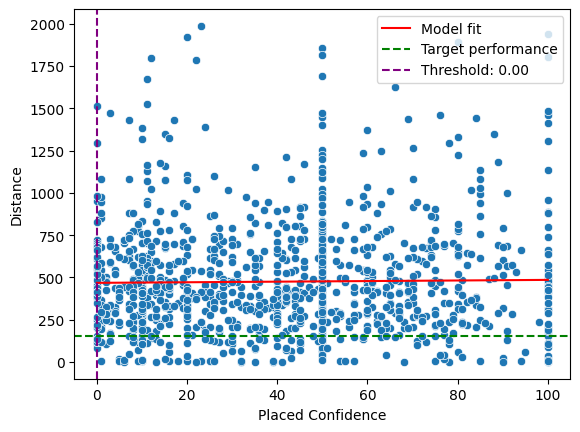 2000
1750
1500
1250
1000
750
500
250
0
Distance
Model fit
Target performance
Threshold: 0.00
0 20 40 60 80 100
Placed Confidence